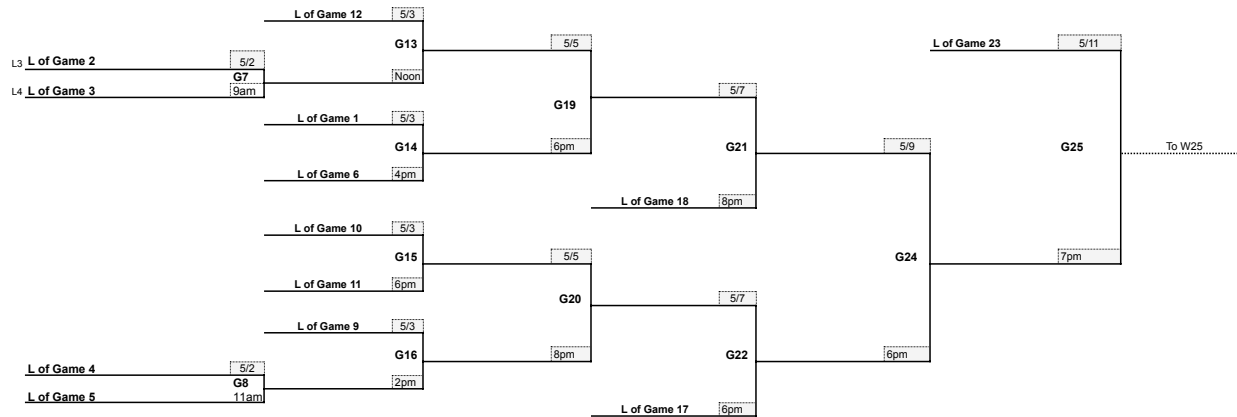 L of Game 12 5/3
G13 5/5 L of Game 23 5/11
L3 L of Game 2 5/2
G7 Noon
L4 L of Game 3 9am
5/7
G19
L of Game 1 5/3
G14 6pm G21 5/9 G25 To W25
L of Game 6 4pm
L of Game 18 8pm
L of Game 10 5/3
G15 5/5 G24 7pm
L of Game 11 6pm
G20 5/7
L of Game 9 5/3
G16 8pm G22 6pm
L of Game 4 5/2
G8 2pm
L of Game 5 11am
L of Game 17 6pm